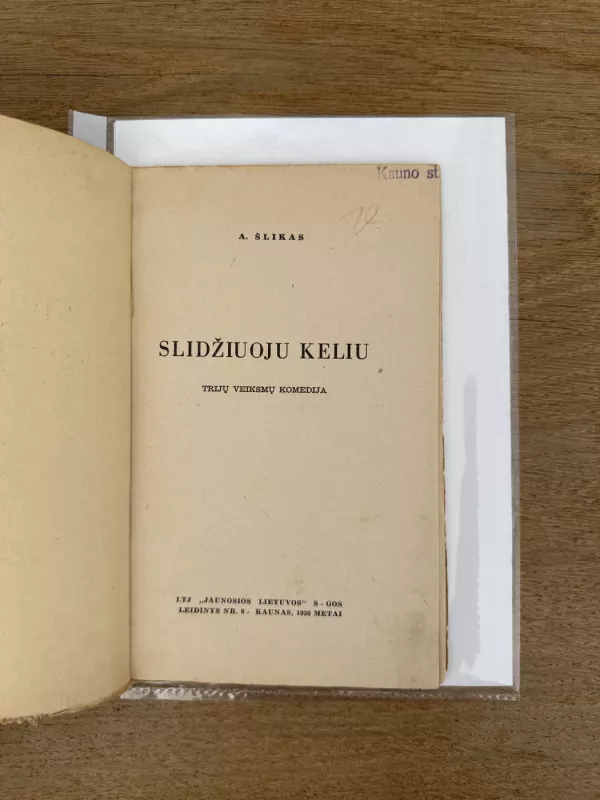 Kauno st
A. ŠLIKAS
SLIDŽIUOJU KELIU
TRIJŲ VEIKSMŲ KOMEDIJA
LTJ „JAUNOSIOS LIETUVOS" S-GOS
LEIDINYS NR. 6 - KAUNAS, 1936 METAI